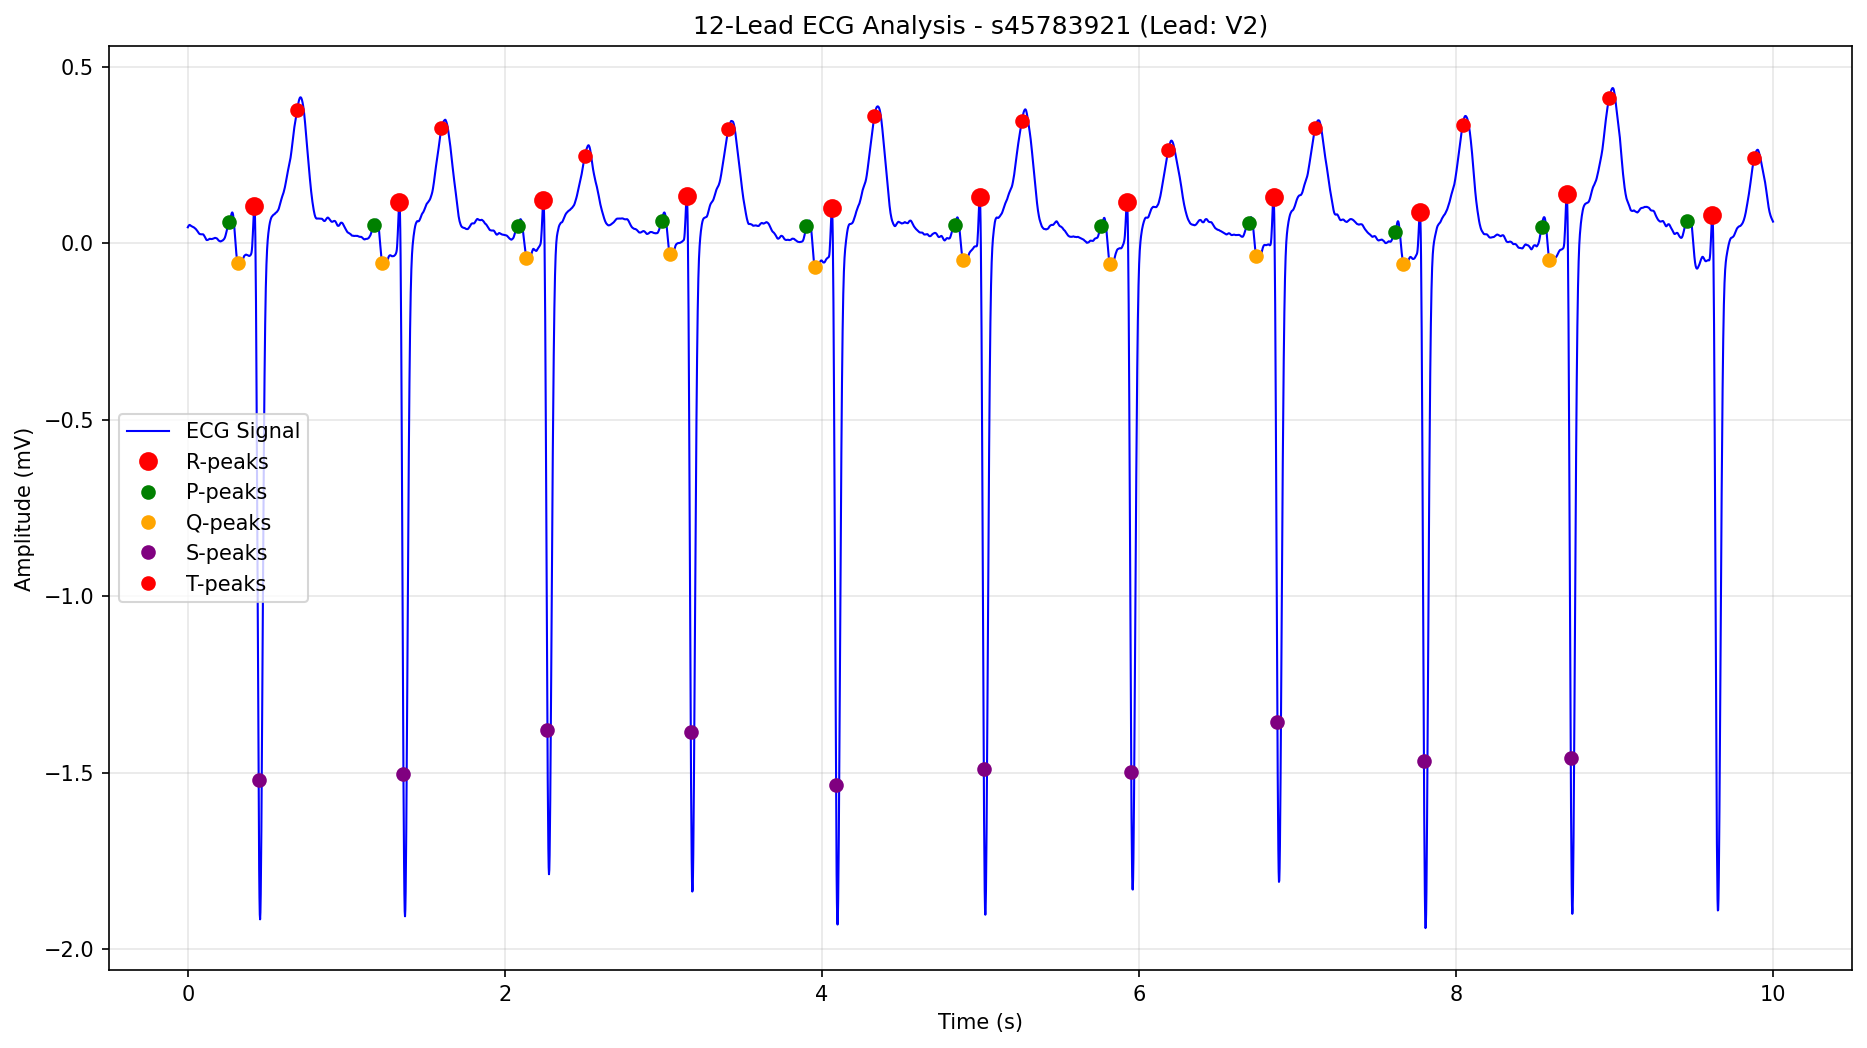 12-Lead ECG Analysis - s45783921 (Lead: V2)
Amplitude (mV)
0.5
0.0
−0.5
−1.0
−1.5
−2.0
ECG Signal
R-peaks
P-peaks
Q-peaks
S-peaks
T-peaks
0 2 4 6 8 10
Time (s)